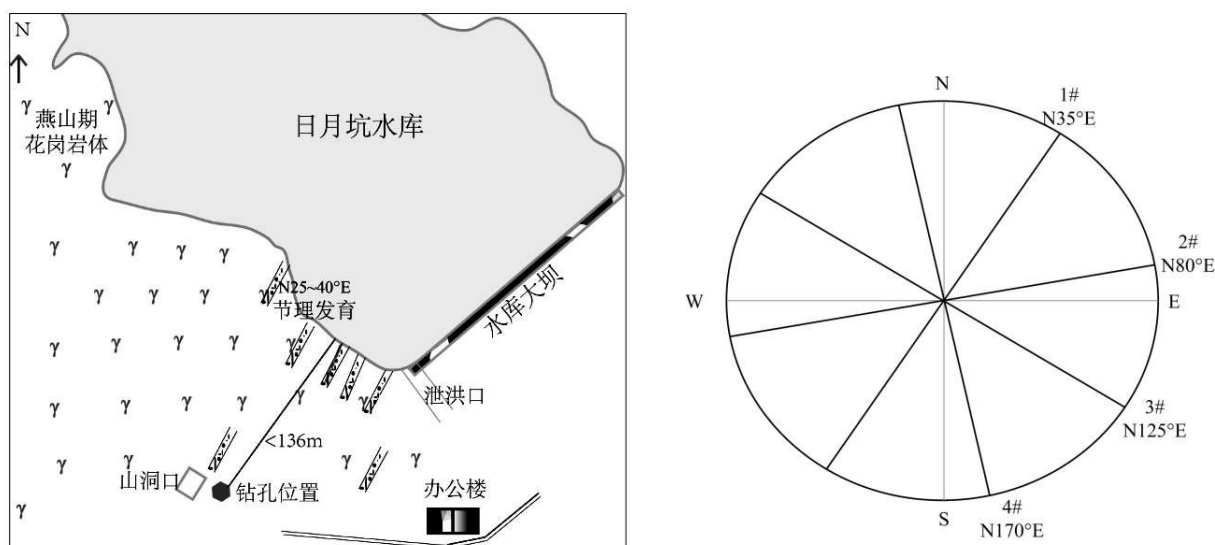 N
γ
γ
燕山期
花岗岩体
γ
日月坑水库
γ
γ
γ
γ
γ
γ
γ
γ
N25~40°E
节理发育
水库大坝
γ
γ
γ
γ
γ
γ
γ
γ
γ
γ
γ
泄洪口
<136m
γ
γ
γ
γ
山洞口
钻孔位置
办公楼
γ
N
1#
N35°E
2#
N80°E
W
E
3#
N125°E
4#
N170°E
S